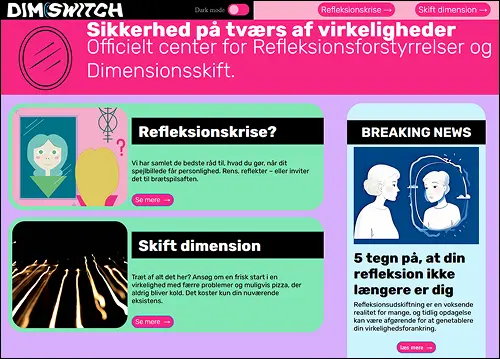 DIMSWITCH
Dark mode
Refleksionskrise →
Skift dimension →
Sikkerhed på tværs af virkeligheder
Officielt center for Refleksionsforstyrrelser og
Dimensionsskift.
Refleksionskrise?
Vi har samlet de bedste råd til, hvad du gør, når dit
spejlbillede får personlighed. Rens, reflekter – eller inviter
det til brætspilsaften.
Se mere →
Skift dimension
Træt af alt det her? Ansøg om en frisk start i en
virkelighed med færre problemer og muligvis pizza, der
aldrig bliver kold. Det koster kun din nuværende
eksistens.
Se mere →
BREAKING NEWS
5 tegn på, at din
refleksion ikke
længere er dig
Refleksionsudskiftning er en voksende
realitet for mange, og tidlig opdagelse
kan være afgørende for at genetablere
din virkelighedsforankring.
læs mere →